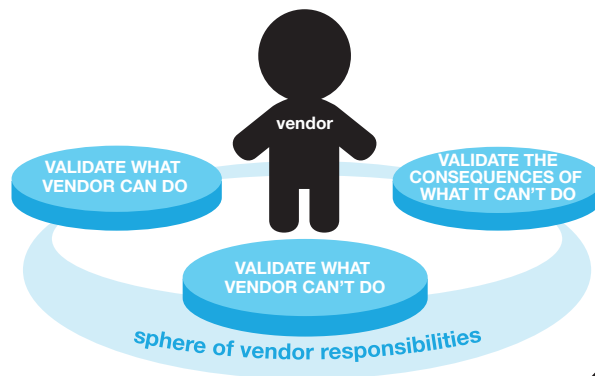 vendor
VALIDATE WHAT
VENDOR CAN DO
VALIDATE THE
CONSEQUENCES OF
WHAT IT CAN’T DO
VALIDATE WHAT
VENDOR CAN’T DO
sphere of vendor responsibilities